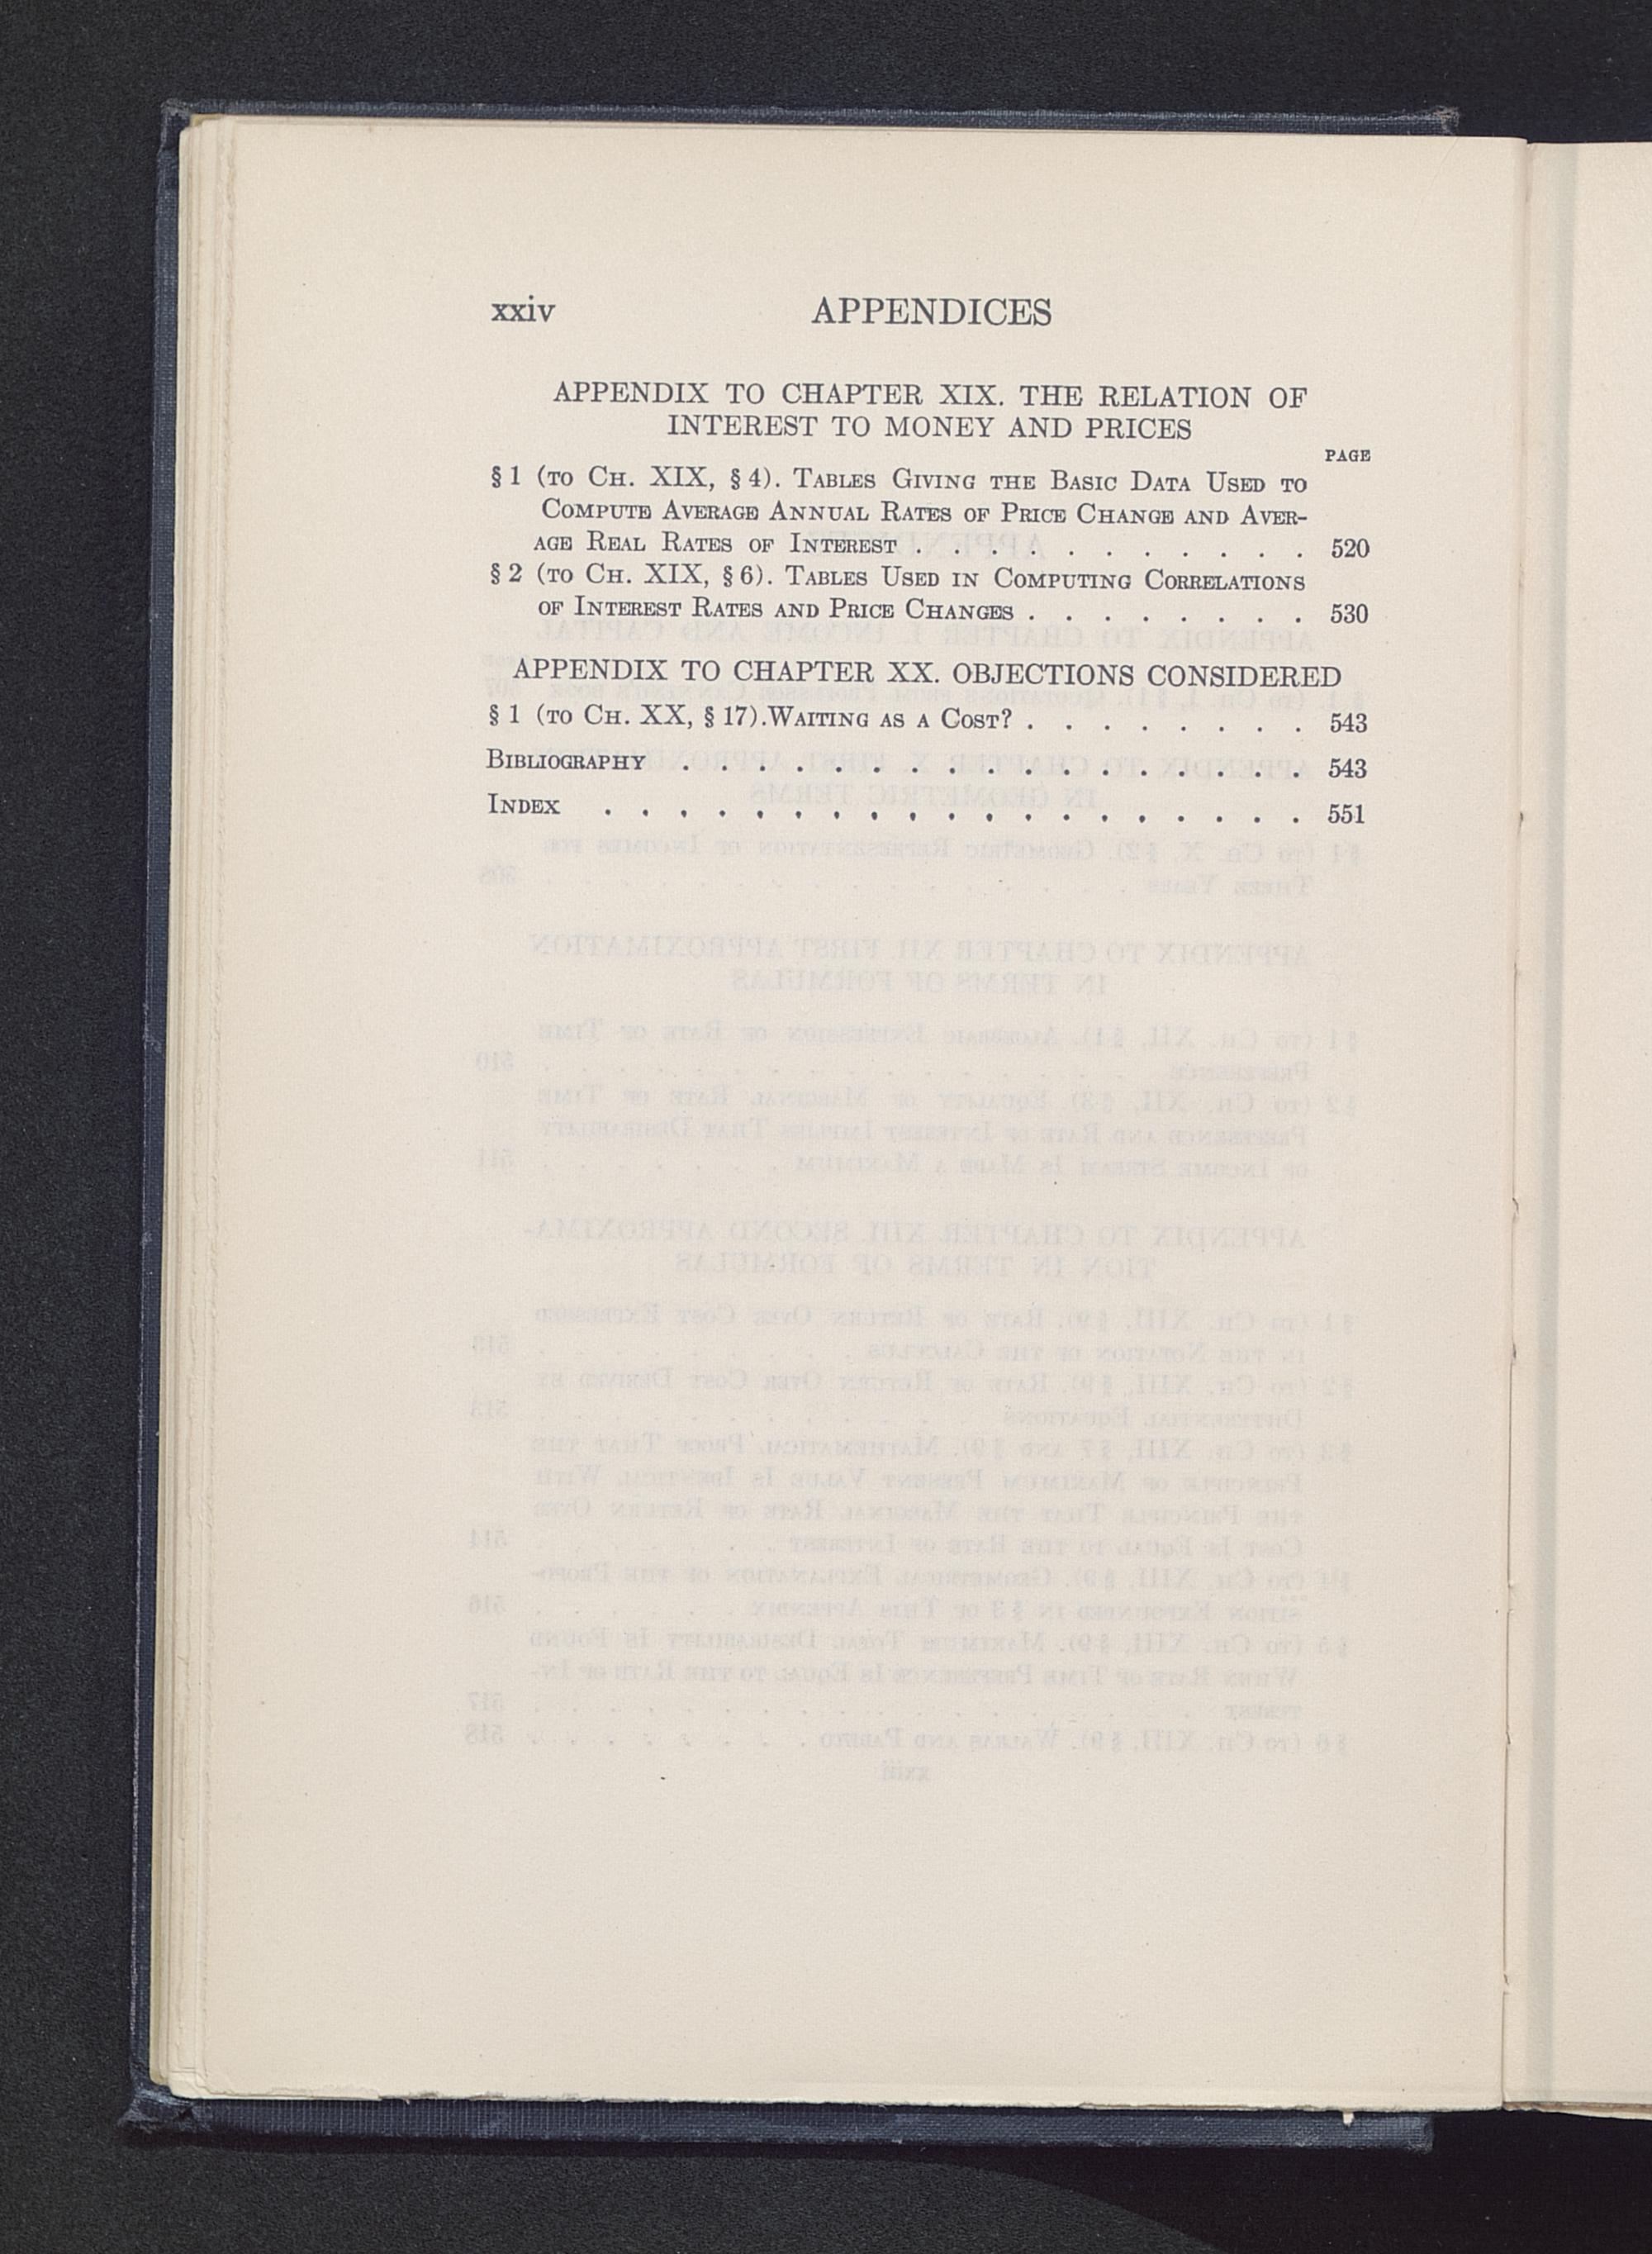 xxiv APPENDICES
APPENDIX TO CHAPTER XIX. THE RELATION OF
INTEREST TO MONEY AND PRICES
PAGE
§ 1 (to Ch. XIX, § 4). Tables Giving the Basic Data Used to
Compute Average Annual Rates of Price Change and Aver-
age Real Rates of Interest . . . . . . . . . . . 520
§ 2 (to Ch. XIX, § 6). Tables Used in Computing Correlations
of Interest Rates and Price Changes . . . . . . . . 530
APPENDIX TO CHAPTER XX. OBJECTIONS CONSIDERED
§ 1 (to Ch. XX, § 17).Waiting as a Cost? . . . . . . . . 543
Bibliography . . . . . . . . . . . . . . . . . 543
Index . . . . . . . . . . . . . . . . . . . 551